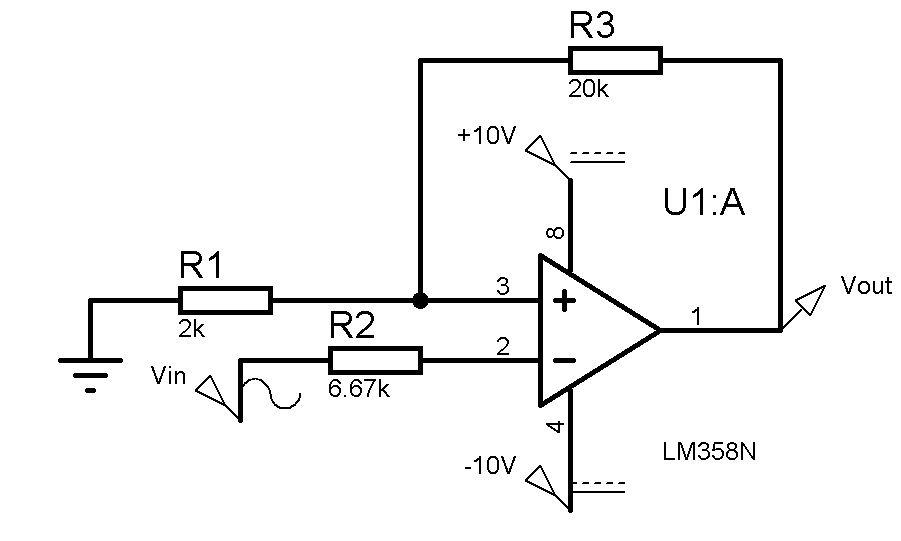 R3
20k
+10V
U1:A
8
R1
3
Vout
2k
R2
1
2
Vin
6.67k
4
-10V
LM358N
+
−